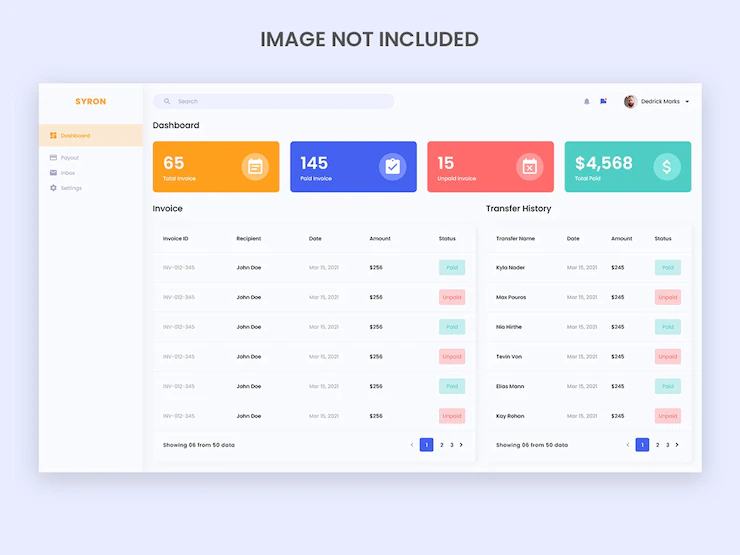 IMAGE NOT INCLUDED
SYRON
Search
Dedrick Marks
Dashboard
Payout
Inbox
Settings
Dashboard
65
Total Invoice
145
Paid Invoice
15
Unpaid Invoice
$4,568
Total Paid
Invoice
Invoice ID Recipient Date Amount Status
INV-012-345 John Doe Mar 15, 2021 $256 Paid
INV-012-345 John Doe Mar 15, 2021 $256 Unpaid
INV-012-345 John Doe Mar 15, 2021 $256 Paid
INV-012-345 John Doe Mar 15, 2021 $256 Unpaid
INV-012-345 John Doe Mar 15, 2021 $256 Paid
INV-012-345 John Doe Mar 15, 2021 $256 Unpaid
Showing 06 from 50 data < 1 2 3 >
Transfer History
Transfer Name Date Amount Status
Kyla Nader Mar 15, 2021 $245 Paid
Max Pouros Mar 15, 2021 $245 Unpaid
Nia Hirthe Mar 15, 2021 $245 Paid
Tevin Von Mar 15, 2021 $245 Unpaid
Elias Mann Mar 15, 2021 $245 Paid
Kay Rohan Mar 15, 2021 $245 Unpaid
Showing 06 from 50 data < 1 2 3 >